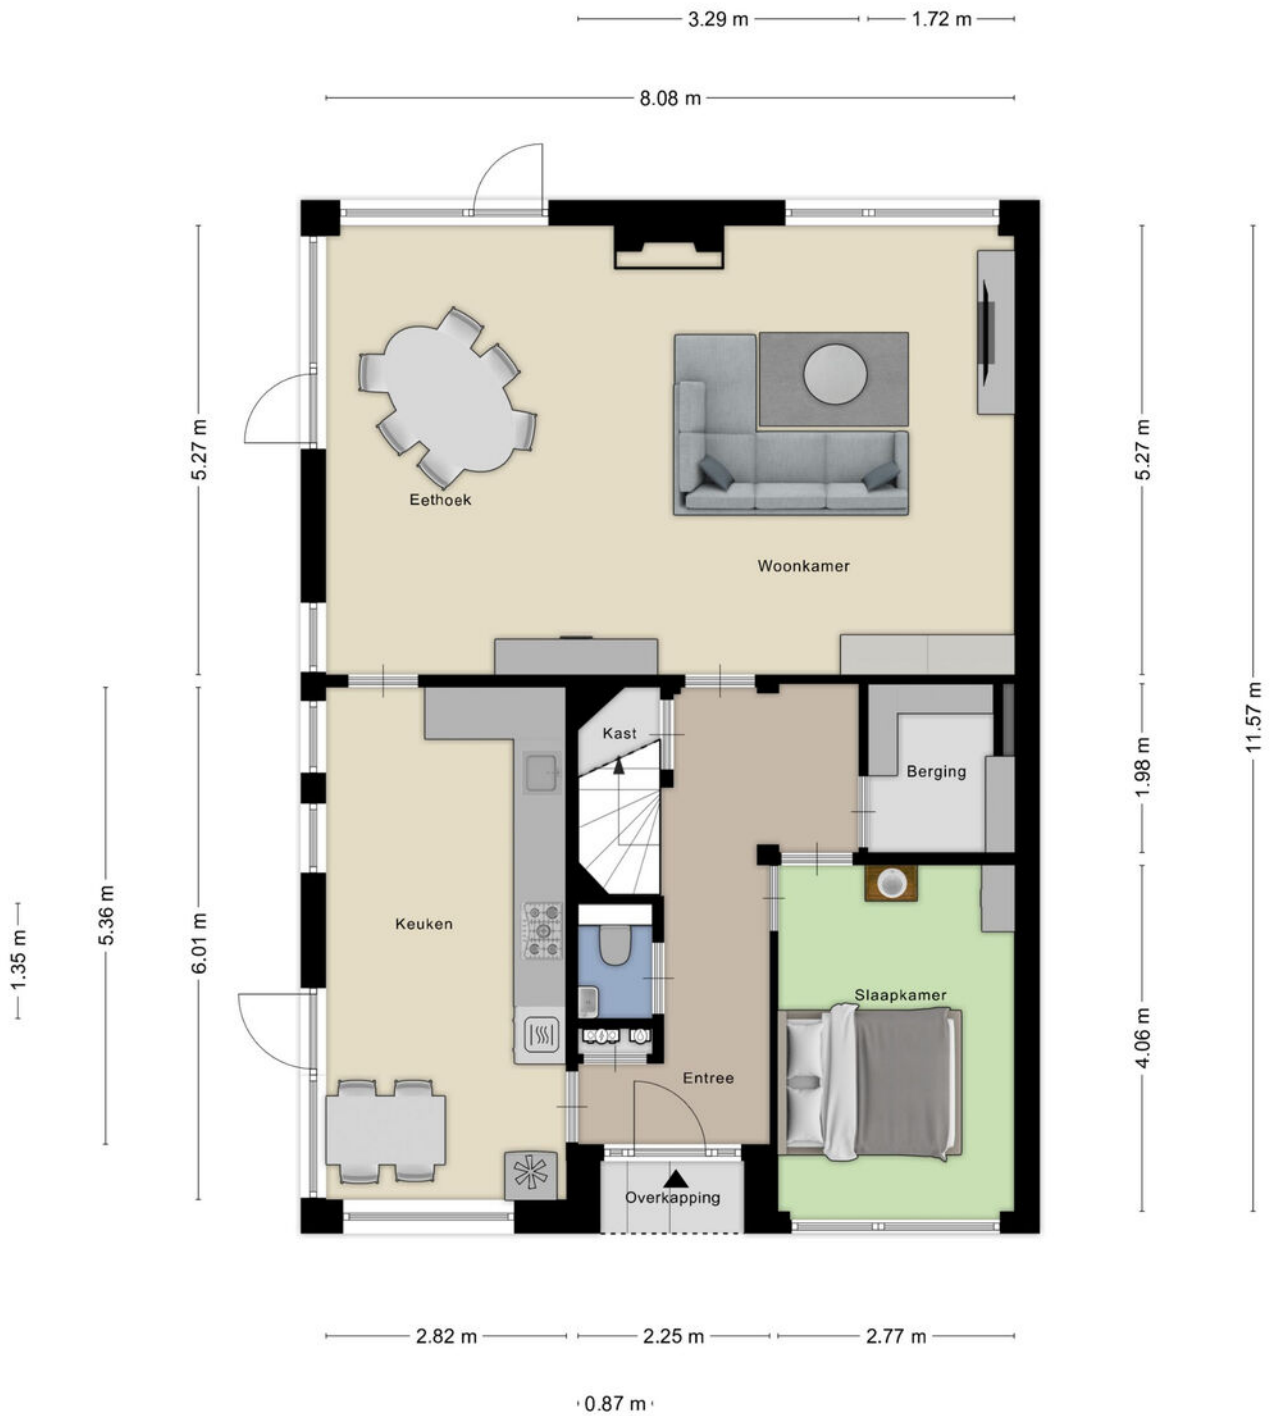 3.29 m
1.72 m
8.08 m
5.27 m
5.27 m
Eethoek
Woonkamer
11.57 m
Kast
1.98 m
Berging
5.36 m
6.01 m
1.35 m
Keuken
Slaapkamer
4.06 m
Entree
Overkapping
2.82 m
2.25 m
2.77 m
0.87 m